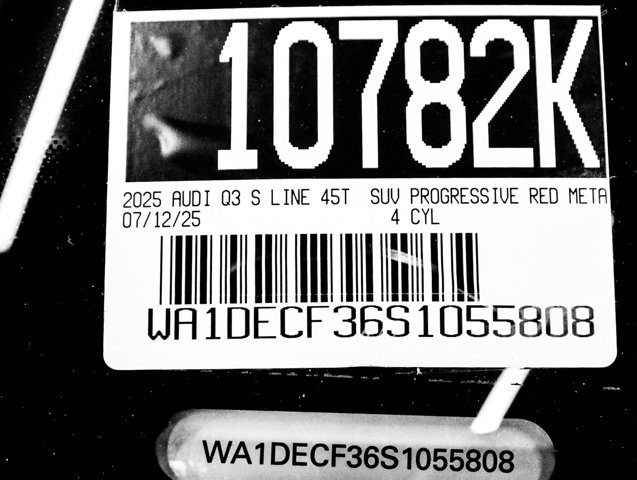 10782K
2025 AUDI Q3 S LINE 45T SUV PROGRESSIVE RED META
07/12/25 4 CYL
WA1DECF36S1055808
WA1DECF36S1055808